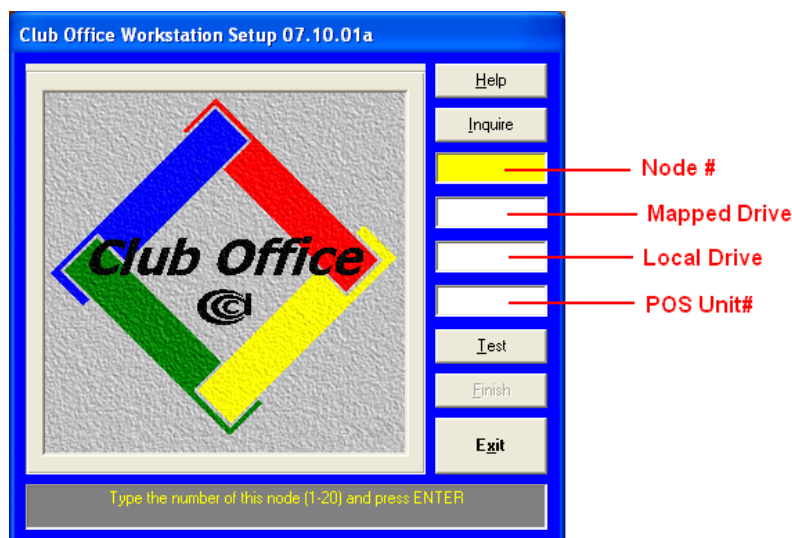 Club Office Workstation Setup 07.10.01a
Help
Inquire
Node #
Mapped Drive
Club Office
Local Drive
POS Unit#
Test
Finish
Exit
Type the number of this node (1-20) and press ENTER